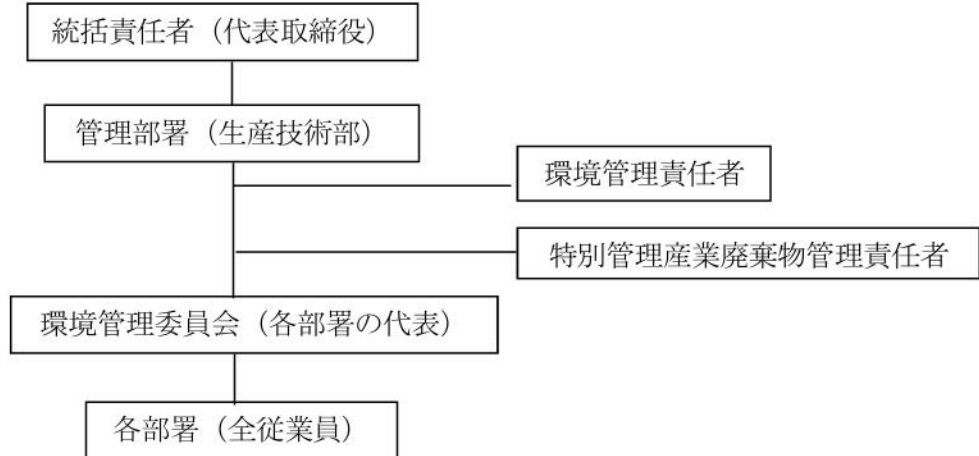 統括責任者（代表取締役）
管理部署（生産技術部）
環境管理責任者
特別管理産業廃棄物管理責任者
環境管理委員会（各部署の代表）
各部署（全従業員）